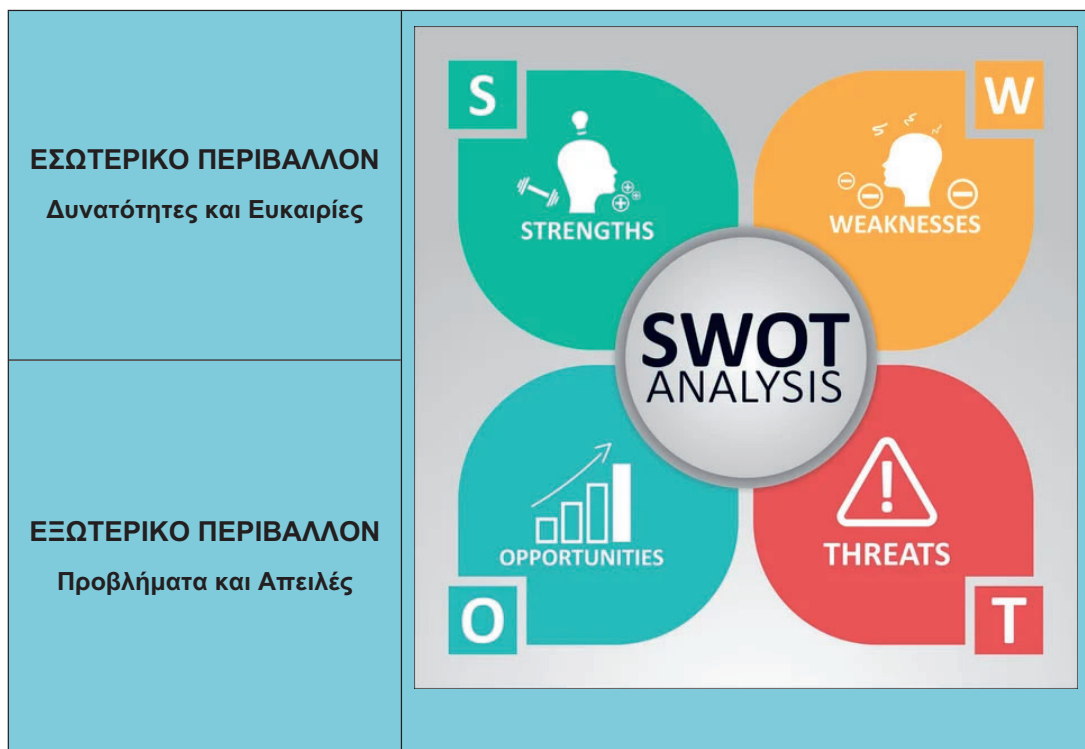 ΕΣΩΤΕΡΙΚΟ ΠΕΡΙΒΑΛΛΟΝ
Δυνατότητες και Ευκαιρίες
ΕΞΩΤΕΡΙΚΟ ΠΕΡΙΒΑΛΛΟΝ
Προβλήματα και Απειλές
S
STRENGTHS
W
WEAKNESSES
SWOT
ANALYSIS
OPPORTUNITIES
O
THREATS
T